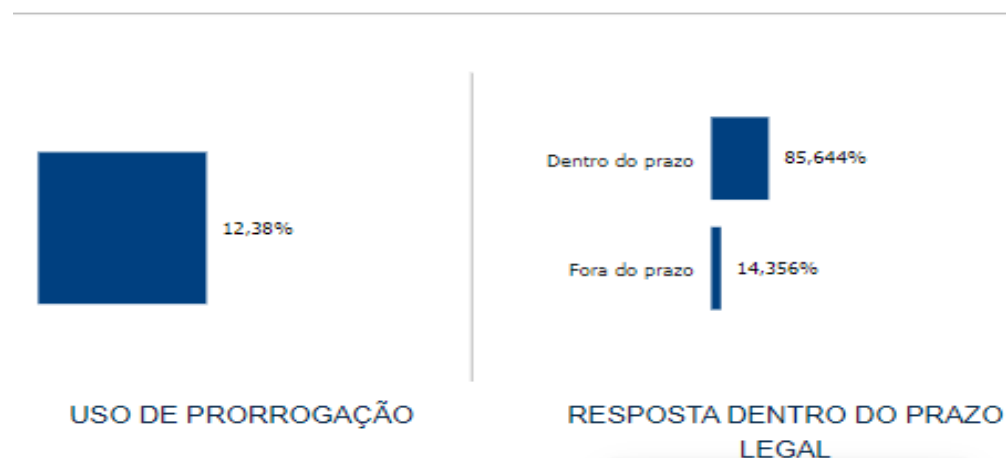 12,38%
USO DE PRORROGAÇÃO
Dentro do prazo 85,644%
Fora do prazo 14,356%
RESPOSTA DENTRO DO PRAZO
LEGAL